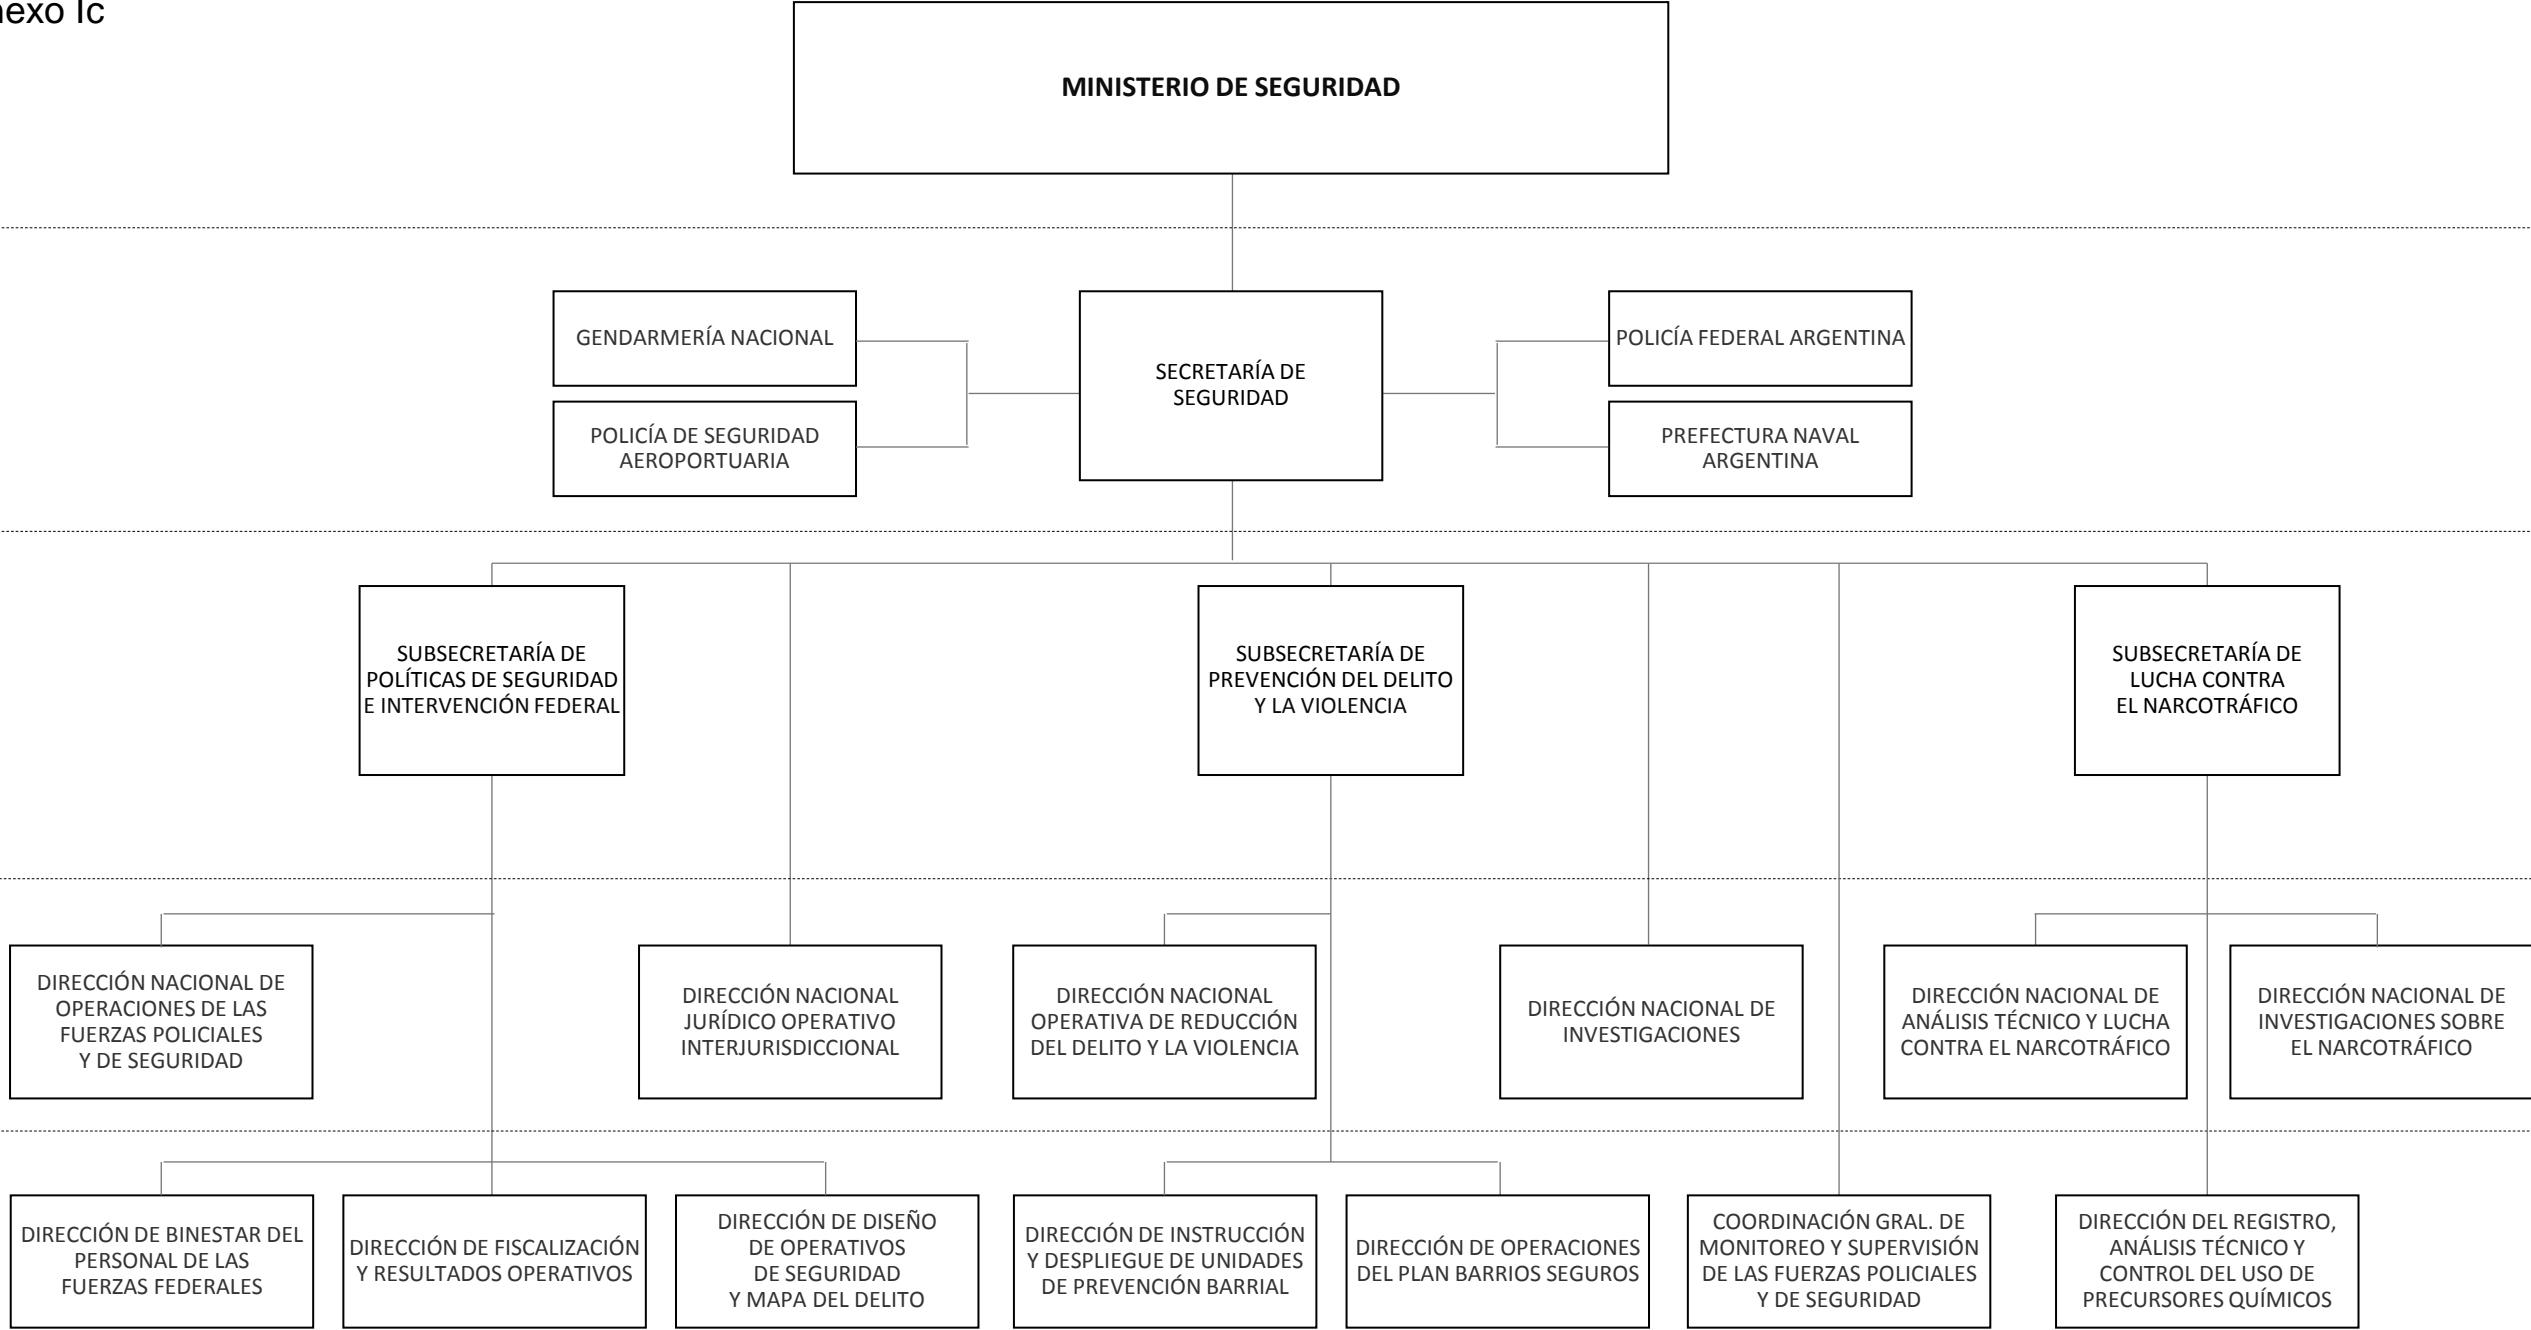 nexo Ic
MINISTERIO DE SEGURIDAD
GENDARMERÍA NACIONAL
POLICÍA DE SEGURIDAD
AEROPORTUARIA
SECRETARÍA DE
SEGURIDAD
POLICÍA FEDERAL ARGENTINA
PREFECTURA NAVAL
ARGENTINA
SUBSECRETARÍA DE
POLÍTICAS DE SEGURIDAD
E INTERVENCIÓN FEDERAL
SUBSECRETARÍA DE
PREVENCIÓN DEL DELITO
Y LA VIOLENCIA
SUBSECRETARÍA DE
LUCHA CONTRA
EL NARCOTRÁFICO
DIRECCIÓN NACIONAL DE
OPERACIONES DE LAS
FUERZAS POLICIALES
Y DE SEGURIDAD
DIRECCIÓN NACIONAL
JURÍDICO OPERATIVO
INTERJURISDICCIONAL
DIRECCIÓN NACIONAL
OPERATIVA DE REDUCCIÓN
DEL DELITO Y LA VIOLENCIA
DIRECCIÓN NACIONAL DE
INVESTIGACIONES
DIRECCIÓN NACIONAL DE
ANÁLISIS TÉCNICO Y LUCHA
CONTRA EL NARCOTRÁFICO
DIRECCIÓN NACIONAL DE
INVESTIGACIONES SOBRE
EL NARCOTRÁFICO
DIRECCIÓN DE BINESTAR DEL
PERSONAL DE LAS
FUERZAS FEDERALES
DIRECCIÓN DE FISCALIZACIÓN
Y RESULTADOS OPERATIVOS
DIRECCIÓN DE DISEÑO
DE OPERATIVOS
DE SEGURIDAD
Y MAPA DEL DELITO
DIRECCIÓN DE INSTRUCCIÓN
Y DESPLIEGUE DE UNIDADES
DE PREVENCIÓN BARRIAL
DIRECCIÓN DE OPERACIONES
DEL PLAN BARRIOS SEGUROS
COORDINACIÓN GRAL. DE
MONITOREO Y SUPERVISIÓN
DE LAS FUERZAS POLICIALES
Y DE SEGURIDAD
DIRECCIÓN DEL REGISTRO,
ANÁLISIS TÉCNICO Y
CONTROL DEL USO DE
PRECURSORES QUÍMICOS